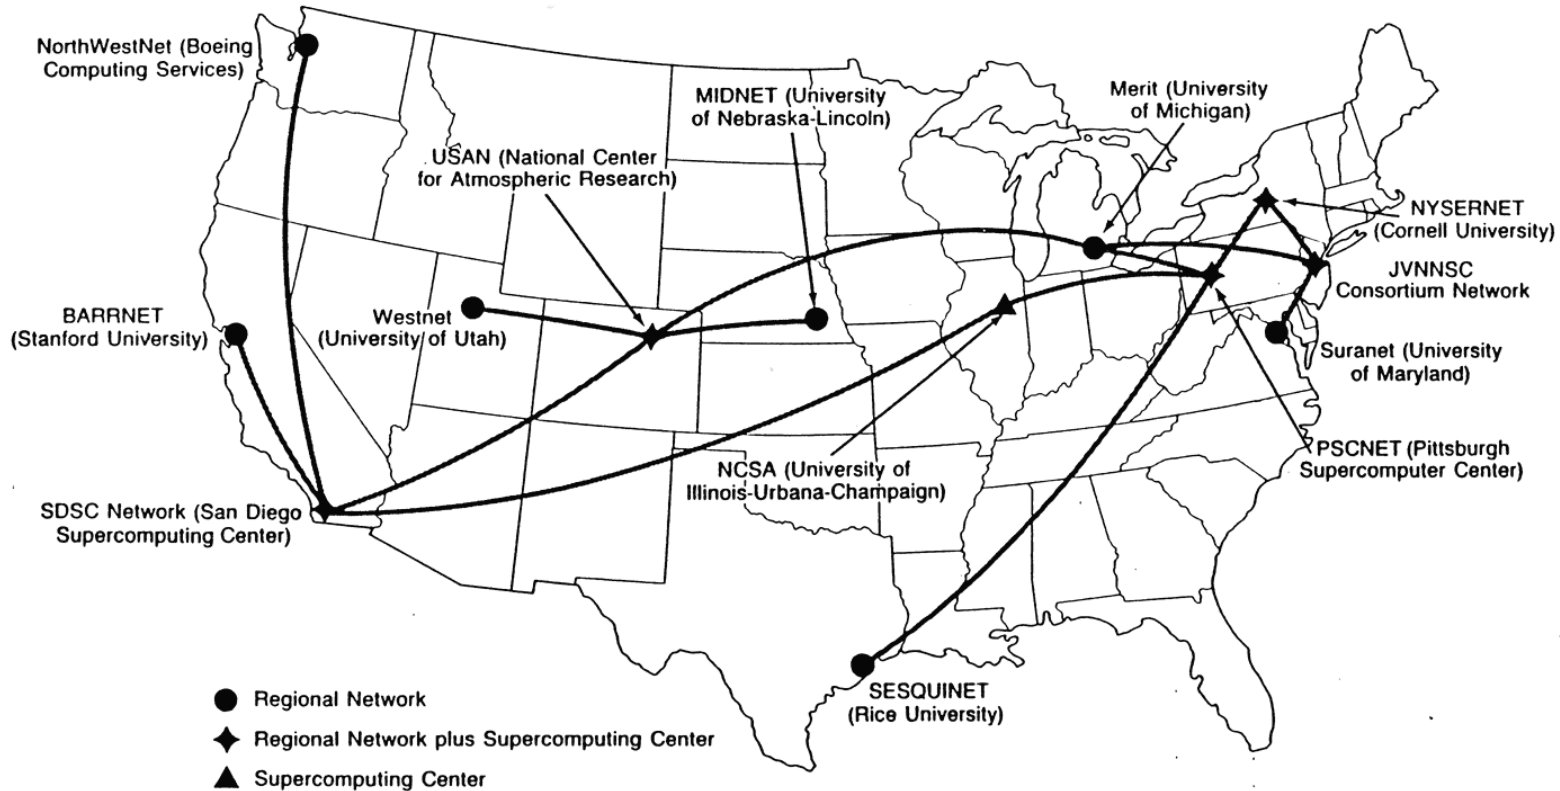 NorthWestNet (Boeing
Computing Services)
MIDNET (University
of Nebraska-Lincoln)
Merit (University
of Michigan)
USAN (National Center
for Atmospheric Research)
NYSERNET
(Cornell University)
JVNNSC
Consortium Network
BARRNET
(Stanford University)
Westnet
(University of Utah)
Suranet (University
of Maryland)
PSCNET (Pittsburgh
Supercomputer Center)
NCSA (University of
Illinois-Urbana-Champaign)
SDSC Network (San Diego
Supercomputing Center)
SESQUINET
(Rice University)
Regional Network
Regional Network plus Supercomputing Center
Supercomputing Center